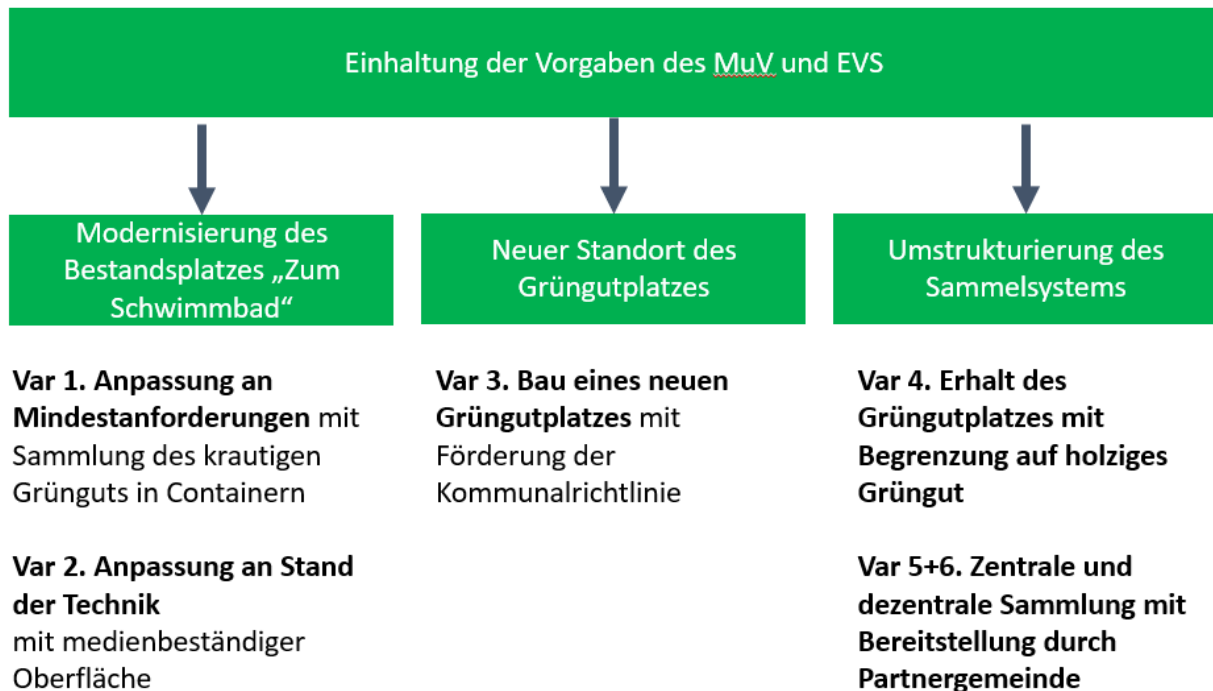 Einhaltung der Vorgaben des MuV und EVS
Modernisierung des
Bestandsplatzes „Zum
Schwimmbad“
Neuer Standort des
Grüngutplatzes
Umstrukturierung des
Sammelsystems
Var 1. Anpassung an
Mindestanforderungen mit
Sammlung des krautigen
Grünguts in Containern
Var 2. Anpassung an Stand
der Technik
mit medienbeständiger
Oberfläche
Var 3. Bau eines neuen
Grüngutplatzes mit
Förderung der
Kommunalrichtlinie
Var 4. Erhalt des
Grüngutplatzes mit
Begrenzung auf holziges
Grüngut
Var 5+6. Zentrale und
dezentrale Sammlung mit
Bereitstellung durch
Partnergemeinde